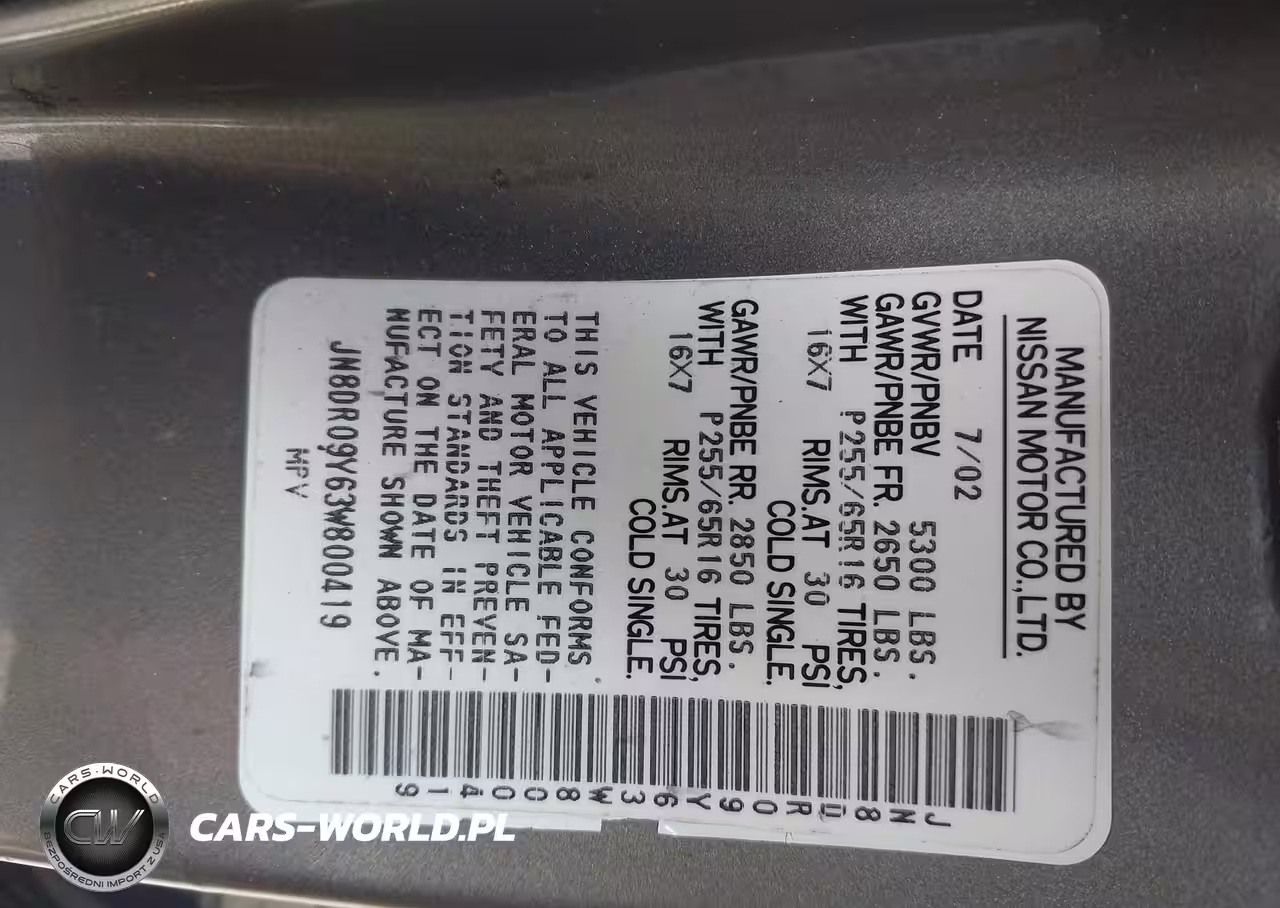 MANUFACTURED BY
NISSAN MOTOR CO.,LTD.
DATE 7/02
GVWR/PNBV 5300 LBS.
GAWR/PNBE FR. 2650 LBS.
WITH P255/65R16 TIRES,
16X7 RIMS.AT 30 PSI
COLD SINGLE.
GAWR/PNBE RR. 2850 LBS.
WITH P255/65R16 TIRES,
16X7 RIMS.AT 30 PSI
COLD SINGLE.
THIS VEHICLE CONFORMS
TO ALL APPLICABLE FED-
ERAL MOTOR VEHICLE SA-
FETY AND THEFT PREVEN-
TION STANDARDS IN EFF-
ECT ON THE DATE OF MA-
NUFACTURE SHOWN ABOVE.
JN8DR09Y63W800419
MPV
JN8DR09Y63W800419
CARS-WORLD
CW
BEZPOŚREDNI IMPORT Z USA
CARS-WORLD.PL